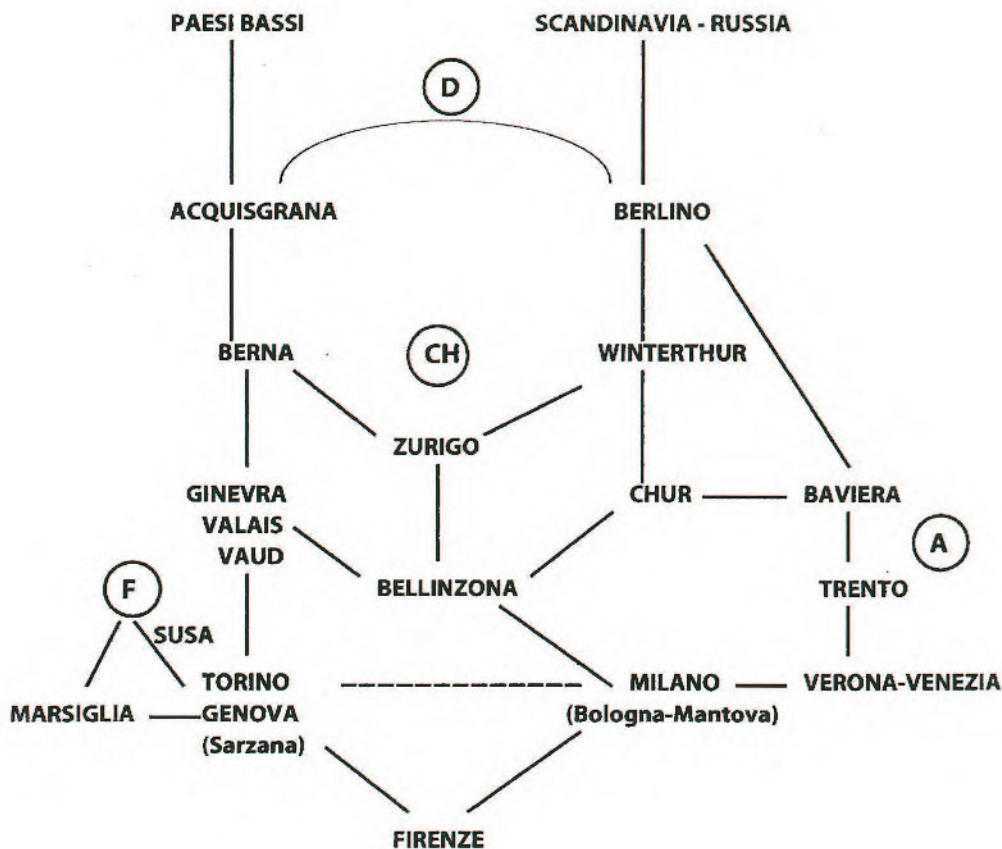 PAESI BASSI
SCANDINAVIA - RUSSIA
D
ACQUISGRANA
BERLINO
BERNA
CH
WINTERTHUR
ZURIGO
GINEVRA
VALAIS
VAUD
CHUR
BAVIERA
A
F
BELLINZONA
TRENTO
SUSA
TORINO
MILANO
VERONA-VENEZIA
MARSIGLIA
GENOVA
(Bologna-Mantova)
(Sarzana)
FIRENZE